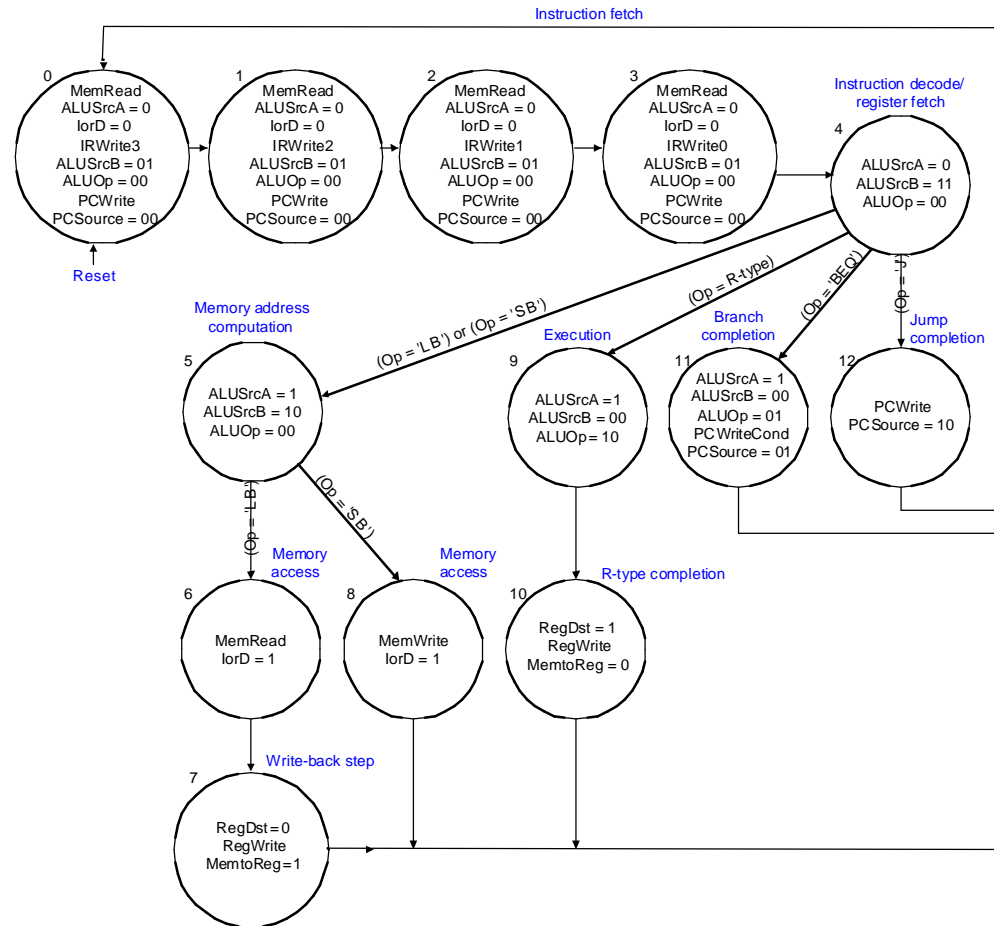 Instruction fetch
0
MemRead
ALUSrcA = 0
IorD = 0
IRWrite3
ALUSrcB = 01
ALUOp = 00
PCWrite
PCSource = 00
Reset
1
MemRead
ALUSrcA = 0
IorD = 0
IRWrite2
ALUSrcB = 01
ALUOp = 00
PCWrite
PCSource = 00
2
MemRead
ALUSrcA = 0
IorD = 0
IRWrite1
ALUSrcB = 01
ALUOp = 00
PCWrite
PCSource = 00
3
MemRead
ALUSrcA = 0
IorD = 0
IRWrite0
ALUSrcB = 01
ALUOp = 00
PCWrite
PCSource = 00
Instruction decode/
register fetch
4
ALUSrcA = 0
ALUSrcB = 11
ALUOp = 00
(Op = 'LB') or (Op = 'SB')
(Op = R-type)
(Op = 'BEQ')
(Op = 'J')
Memory address
computation
5
ALUSrcA = 1
ALUSrcB = 10
ALUOp = 00
Execution
9
ALUSrcA = 1
ALUSrcB = 00
ALUOp = 10
Branch
completion
11
ALUSrcA = 1
ALUSrcB = 00
ALUOp = 01
PCWriteCond
PCSource = 01
Jump
completion
12
PCWrite
PCSource = 10
(Op = 'LB')
(Op = 'SB')
Memory
access
6
MemRead
IorD = 1
Memory
access
8
MemWrite
IorD = 1
R-type completion
10
RegDst = 1
RegWrite
MemtoReg = 0
Write-back step
7
RegDst = 0
RegWrite
MemtoReg = 1